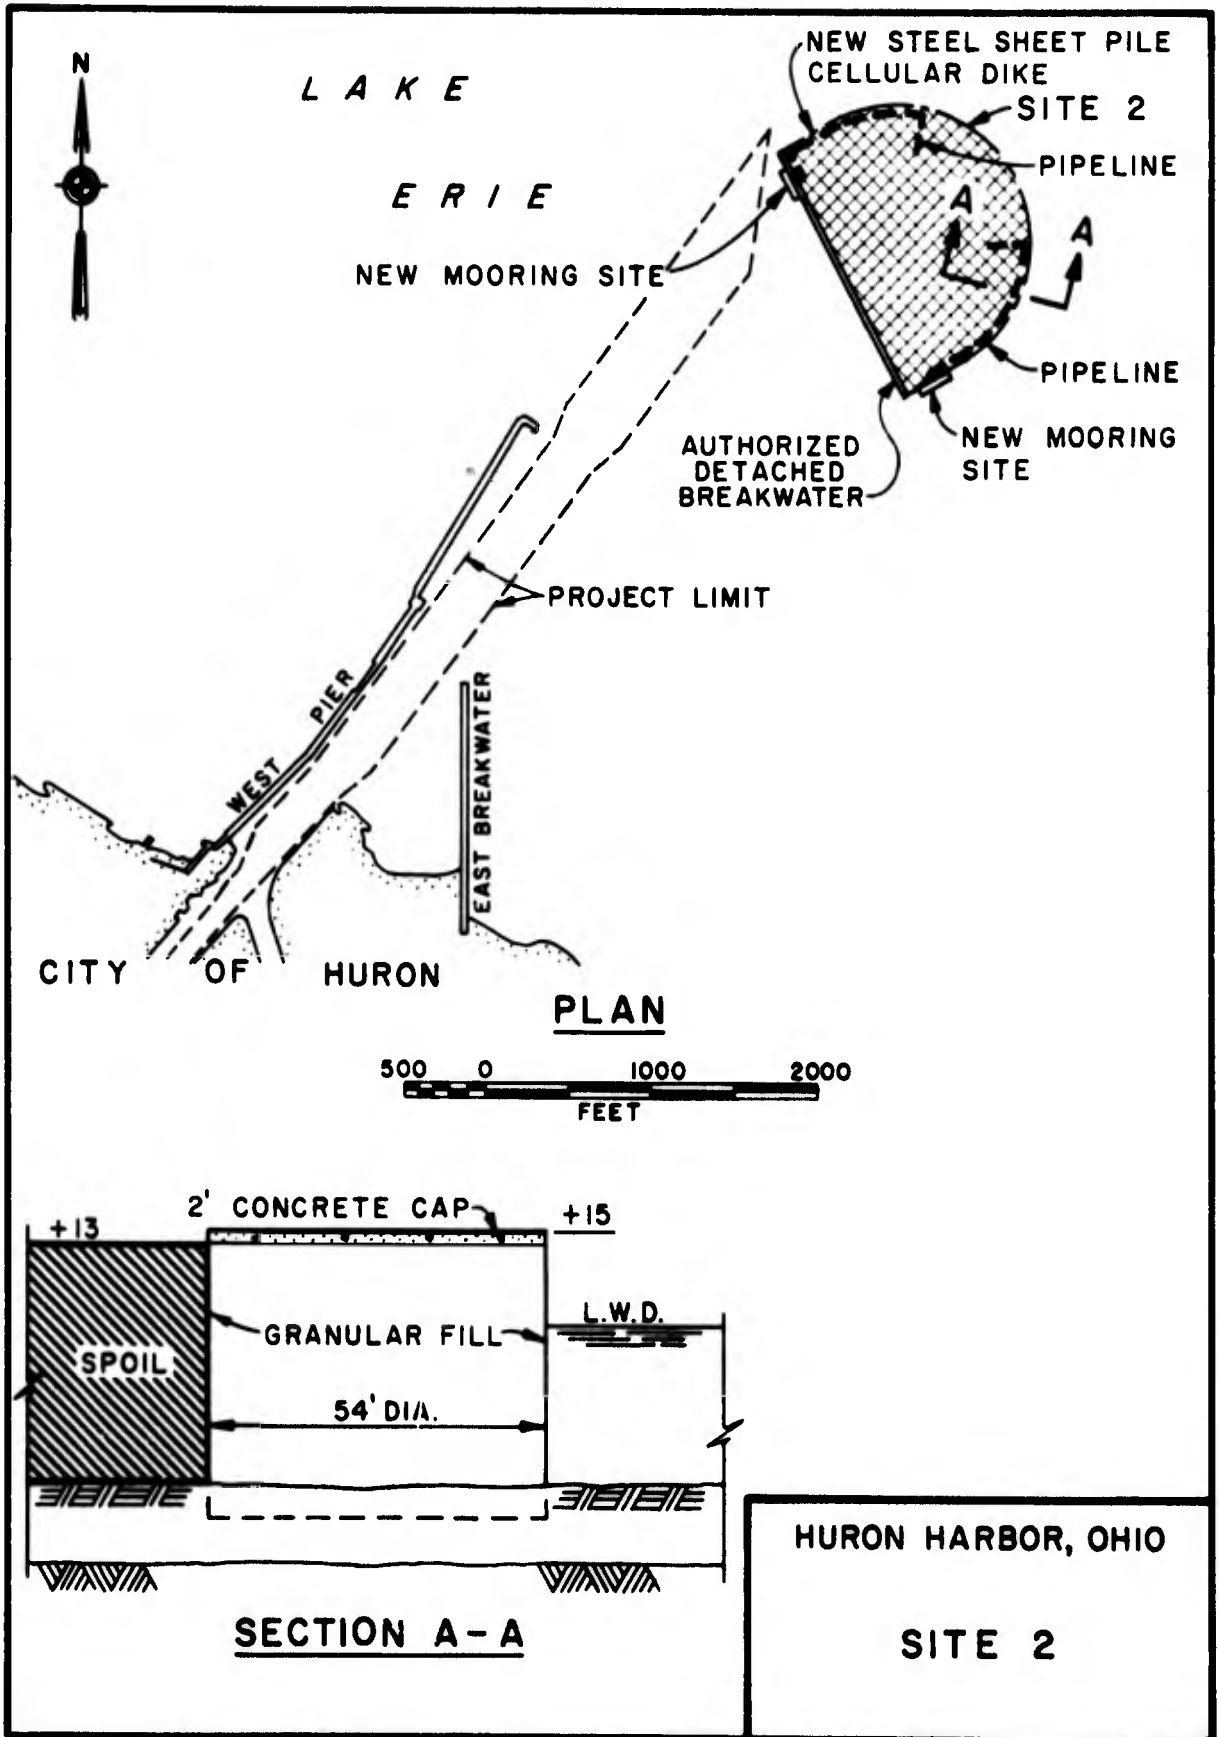 NEW STEEL SHEET PILE
CELLULAR DIKE
SITE 2
PIPELINE
N
LAKE
ERIE
A
A
NEW MOORING SITE
PIPELINE
AUTHORIZED
DETACHED
BREAKWATER
NEW MOORING
SITE
PROJECT LIMIT
WEST PIER
EAST BREAKWATER
CITY OF HURON
PLAN
500 0 1000 2000
FEET
2' CONCRETE CAP
+13
+15
L.W.D.
GRANULAR FILL
SPOIL
54' DIA.
SECTION A-A
HURON HARBOR, OHIO
SITE 2